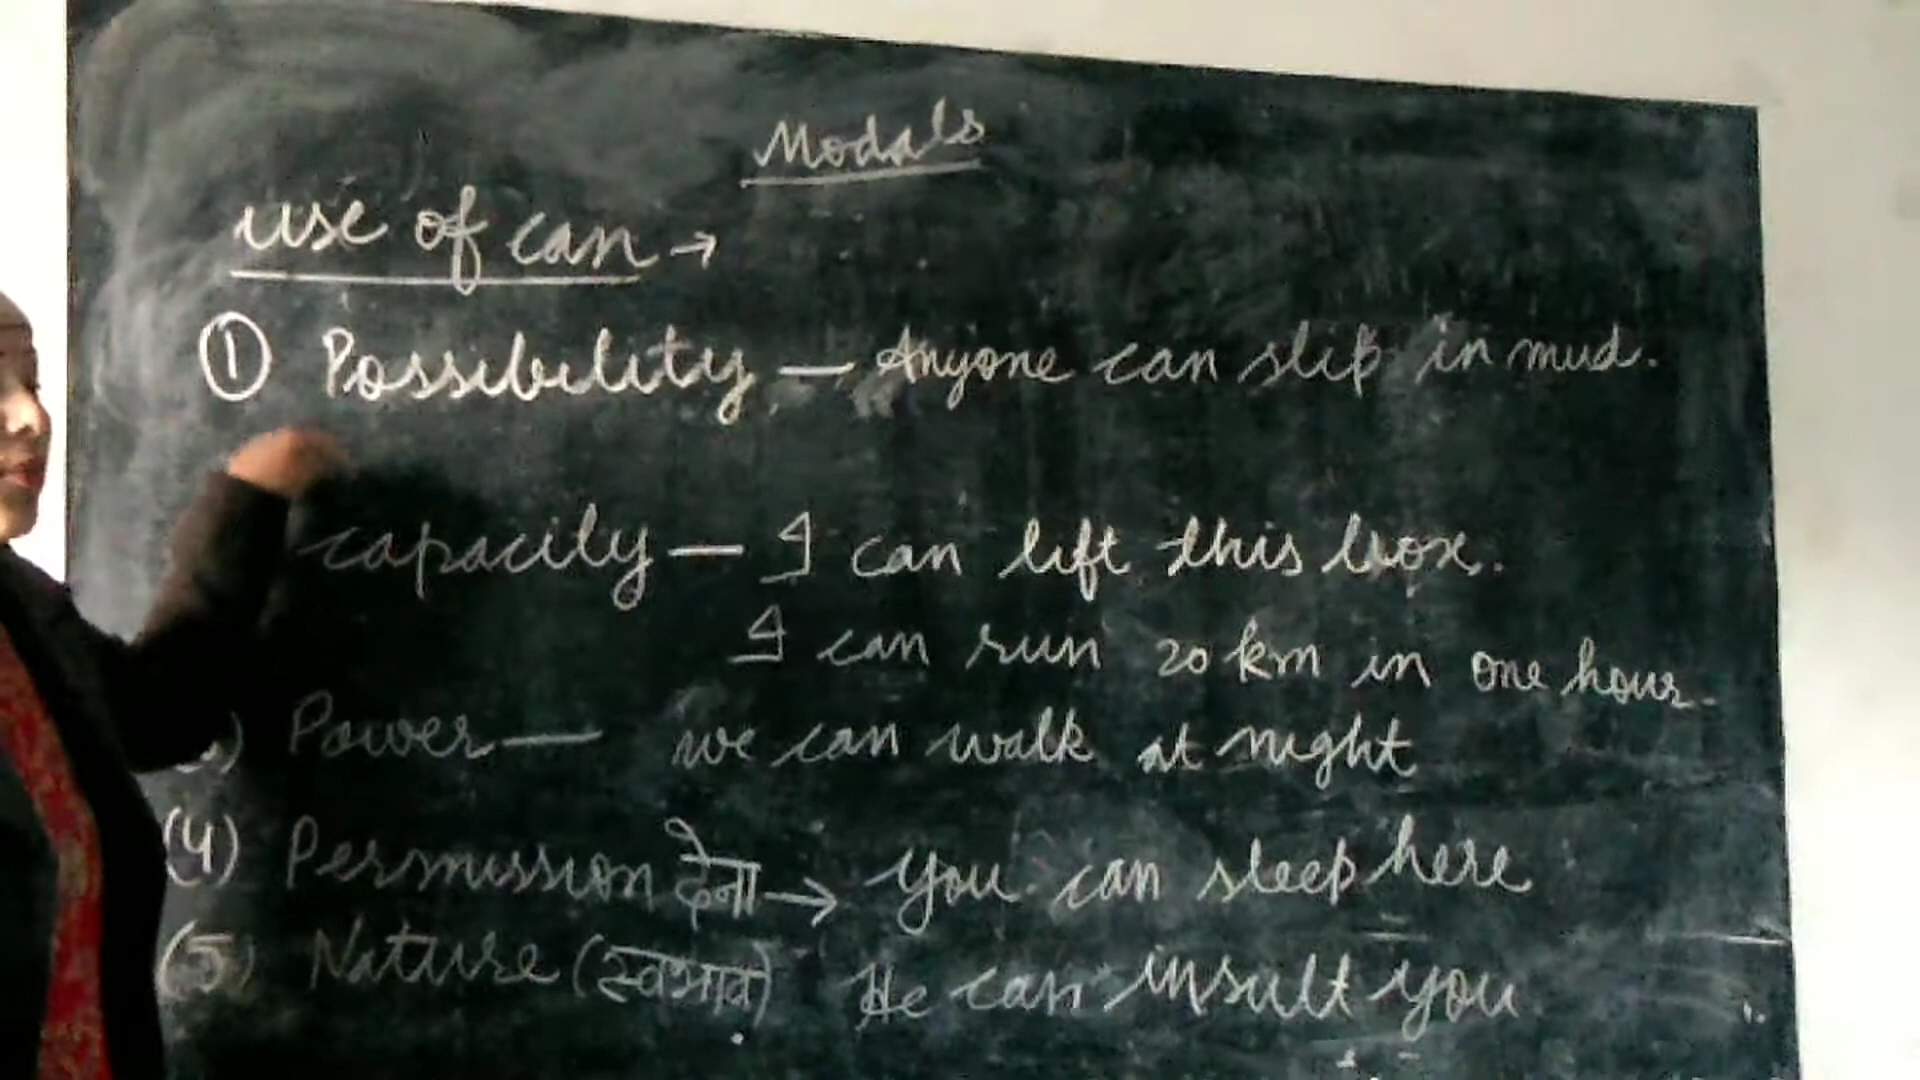 Modals
use of can →
① Possibility — Anyone can slip in mud.
capacity — I can lift this box.
I can run 20 km in one hour.
Power — we can walk at night
(4) Permission देना → you can sleep here
(5) Nature (स्वभाव) He can insult you